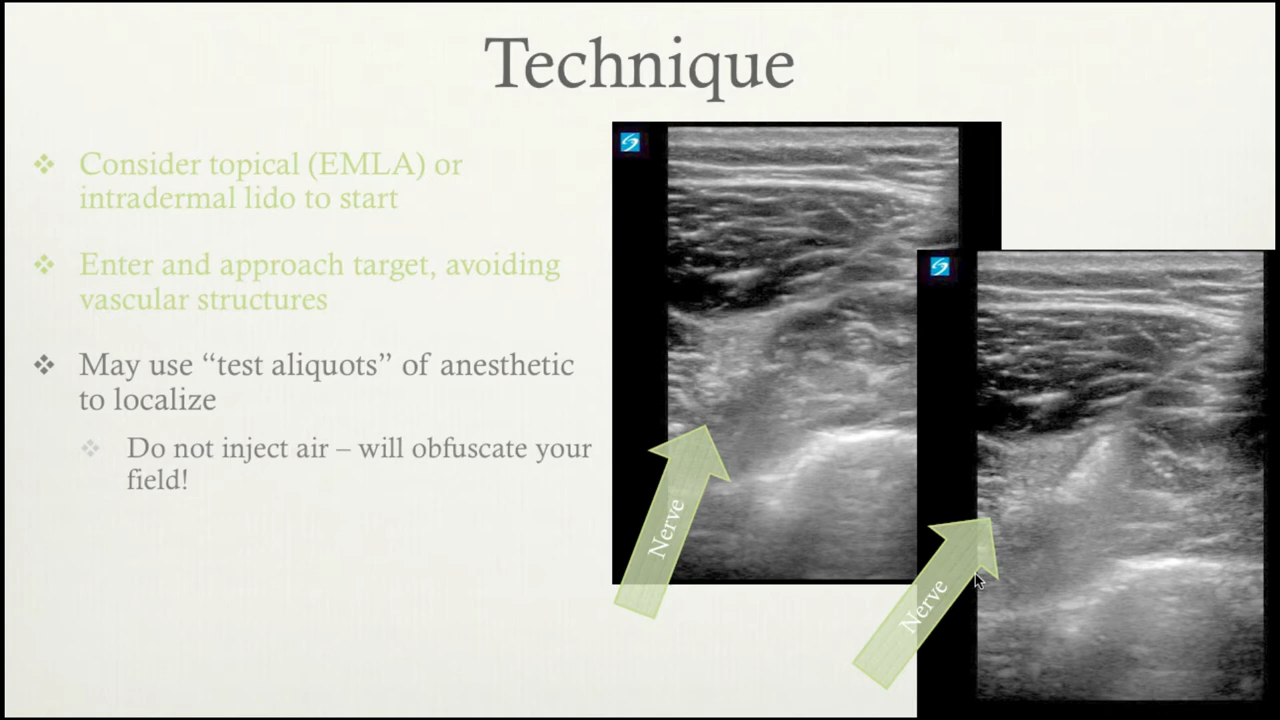 Technique
Consider topical (EMLA) or
intradermal lido to start
Enter and approach target, avoiding
vascular structures
May use “test aliquots” of anesthetic
to localize
Do not inject air – will obfuscate your
field!
Nerve
Nerve